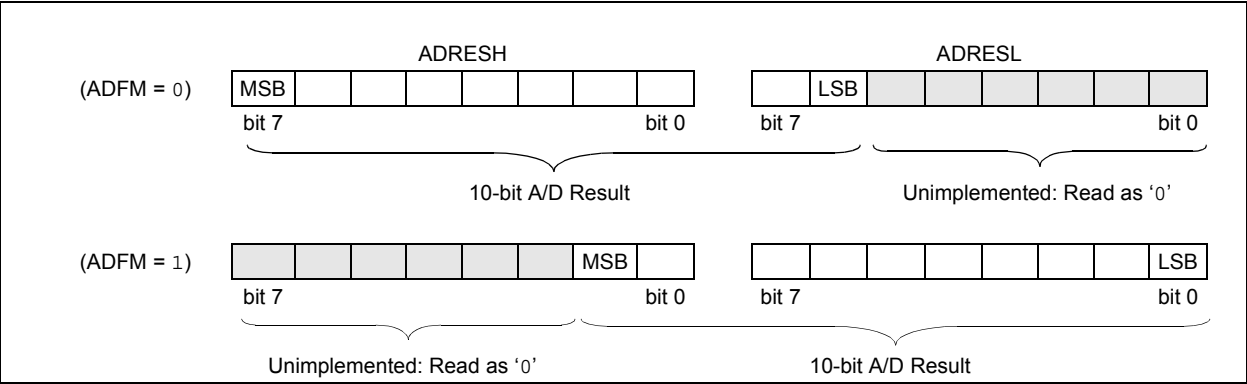 ADRESH ADRESL
(ADFM = 0) MSB LSB
bit 7 bit 0 bit 7 bit 0
10-bit A/D Result Unimplemented: Read as ‘0’
(ADFM = 1) MSB LSB
bit 7 bit 0 bit 7 bit 0
Unimplemented: Read as ‘0’ 10-bit A/D Result